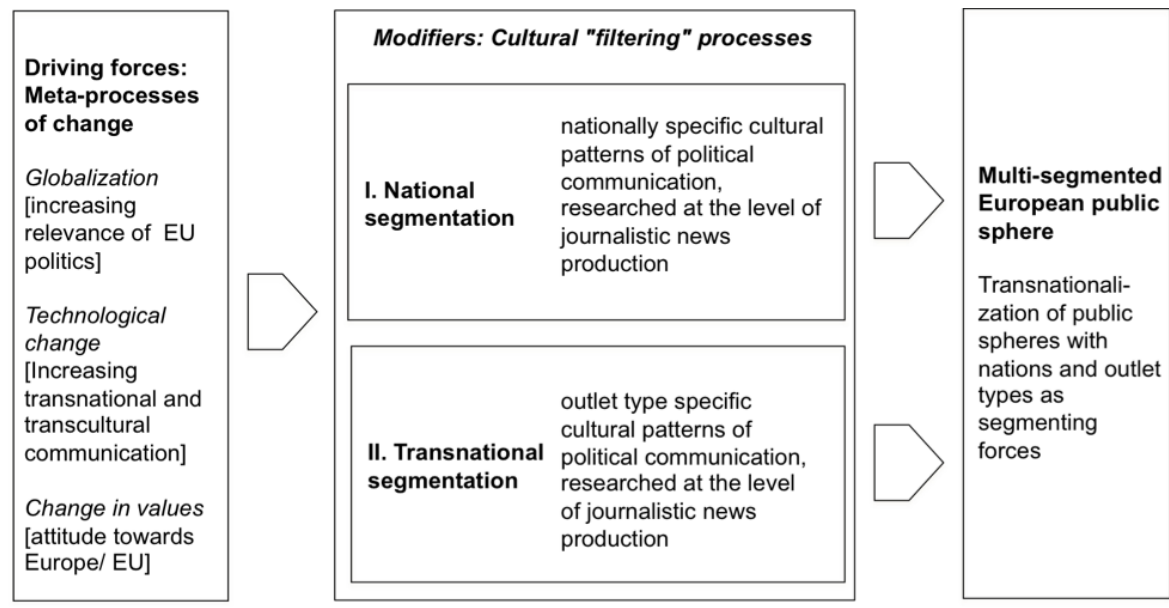 Driving forces:
Meta-processes
of change
Globalization
[increasing
relevance of EU
politics]
Technological
change
[Increasing
transnational and
transcultural
communication]
Change in values
[attitude towards
Europe/ EU]
Modifiers: Cultural "filtering" processes
I. National
segmentation
nationally specific cultural
patterns of political
communication,
researched at the level of
journalistic news
production
II. Transnational
segmentation
outlet type specific
cultural patterns of
political communication,
researched at the level
of journalistic news
production
Multi-segmented
European public
sphere
Transnationali-
zation of public
spheres with
nations and outlet
types as
segmenting
forces